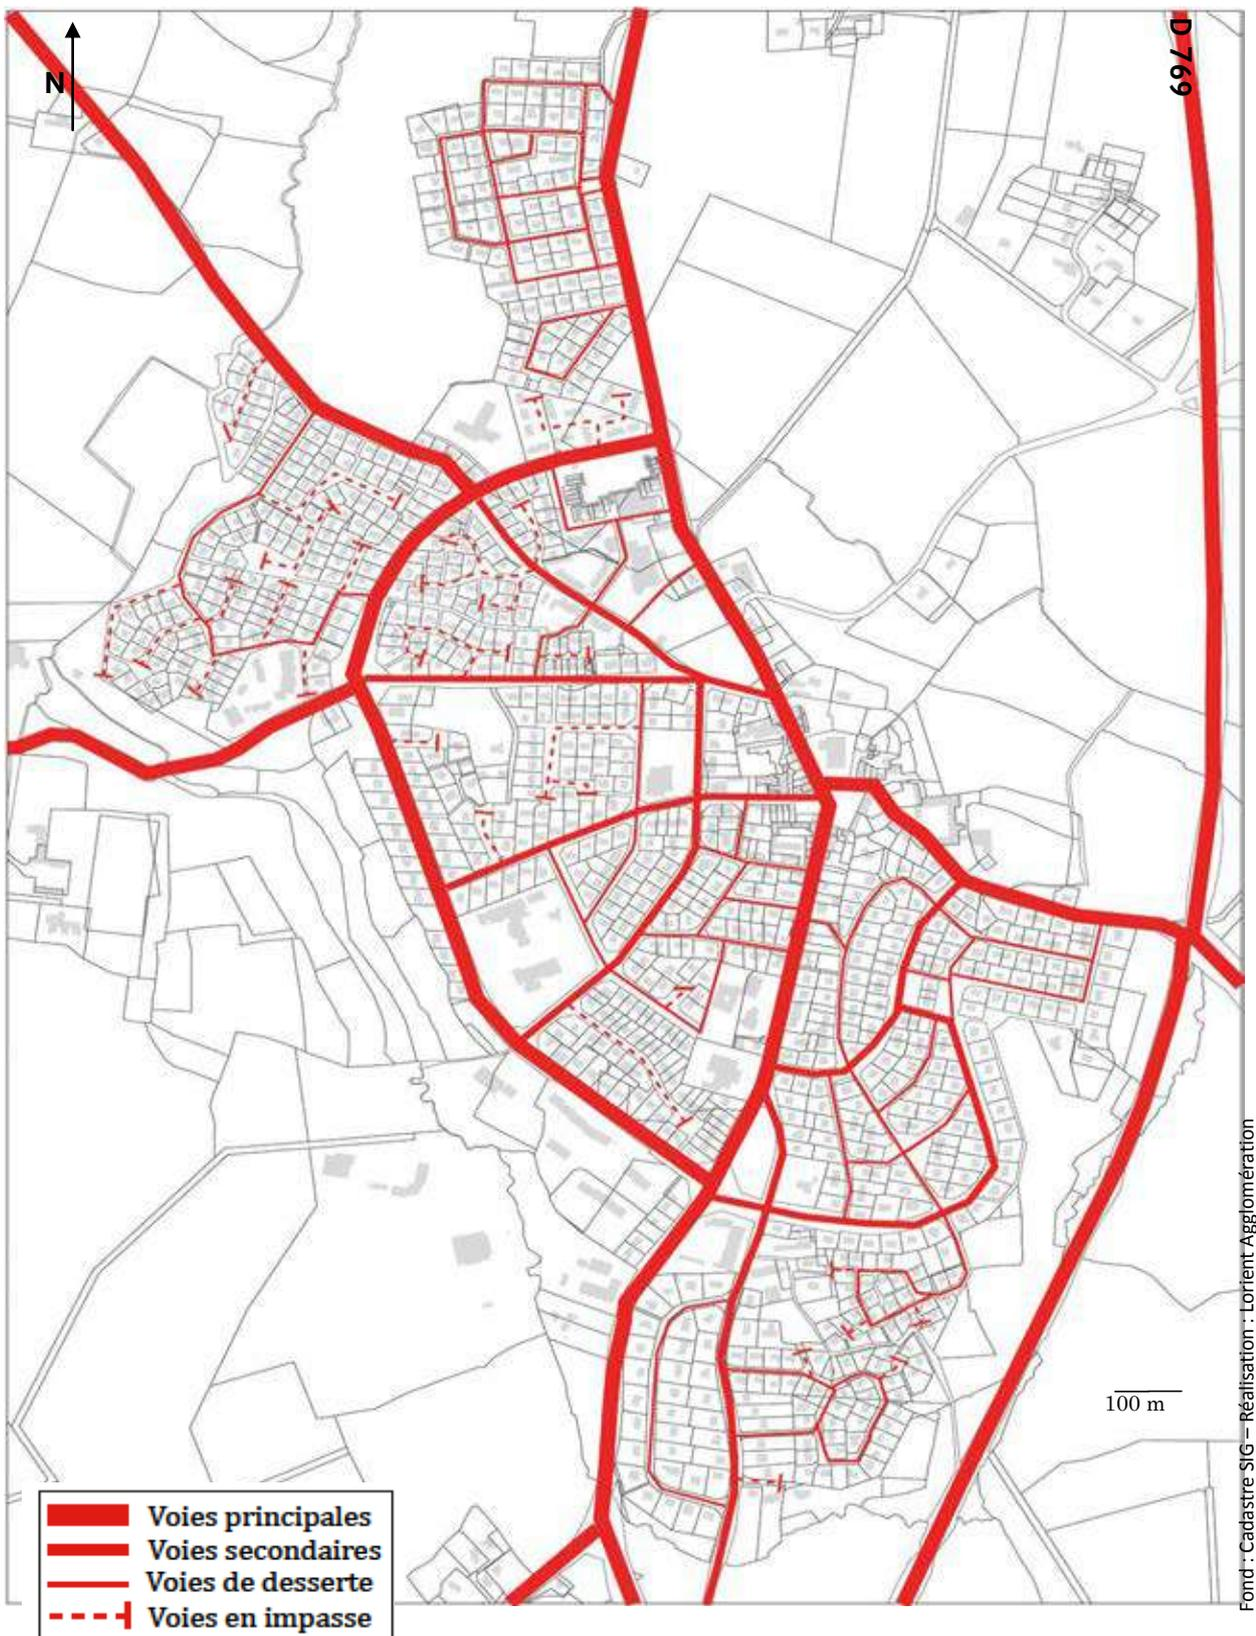 N
D 769
100 m
Voies principales
Voies secondaires
Voies de desserte
Voies en impasse
Fond : Cadastre SIG – Réalisation : Lorient Agglomération